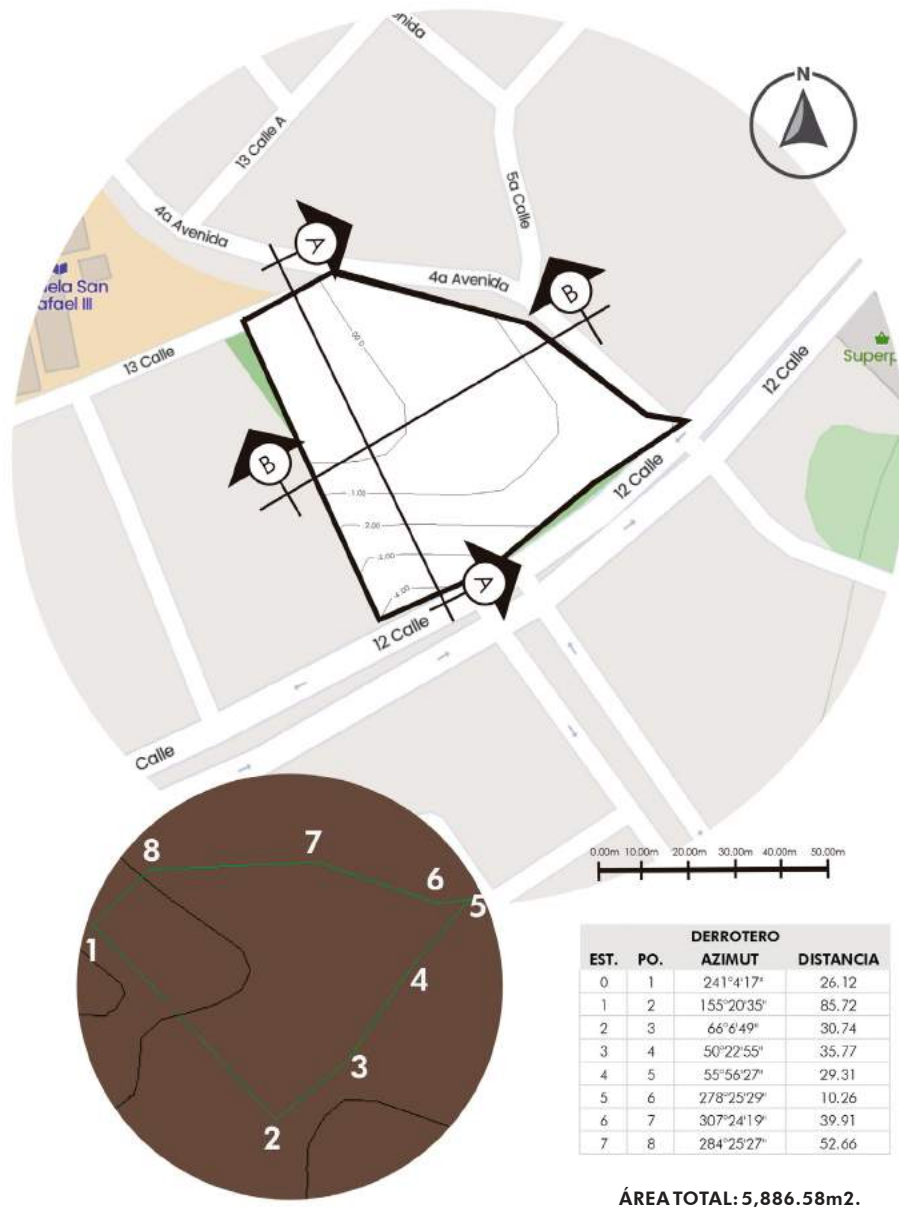 enida
N
13 Calle A
5a Calle
4a Avenida
A
4a Avenida
B
ela San
afael III
0.00
13 Calle
12 Calle
Superp
B
12 Calle
-1.00
-2.00
-3.00
-4.00
A
12 Calle
Calle
8
7
6
5
1
4
3
2
0.00m 10.00m 20.00m 30.00m 40.00m 50.00m
DERROTERO
EST. PO. AZIMUT DISTANCIA
0 1 241°4'17" 26.12
1 2 155°20'35" 85.72
2 3 66°6'49" 30.74
3 4 50°22'55" 35.77
4 5 55°56'27" 29.31
5 6 278°25'29" 10.26
6 7 307°24'19" 39.91
7 8 284°25'27" 52.66
ÁREA TOTAL: 5,886.58m2.